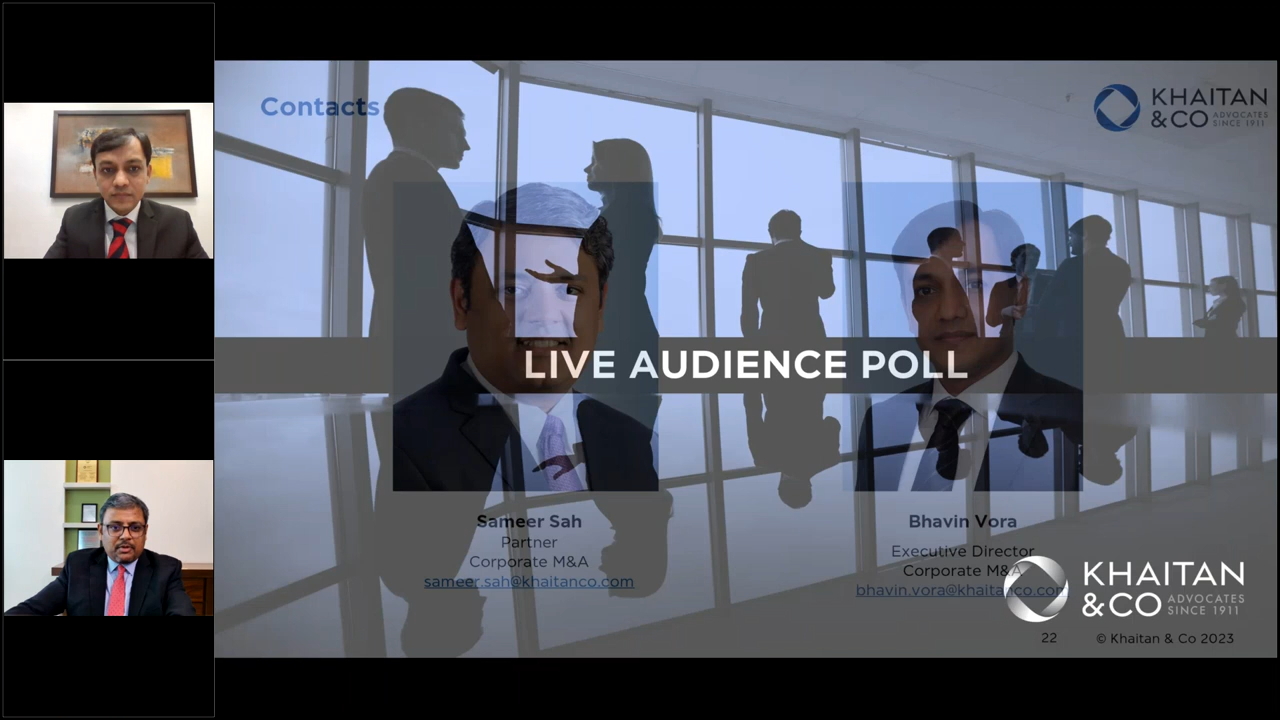 Contacts
KHAITAN
&CO ADVOCATES
SINCE 1911
LIVE AUDIENCE POLL
Sameer Sah
Partner
Corporate M&A
sameer.sah@khaitanco.com
Bhavin Vora
Executive Director
Corporate M&A
bhavin.vora@khaitanco.com
KHAITAN
&CO ADVOCATES
SINCE 1911
22
© Khaitan & Co 2023